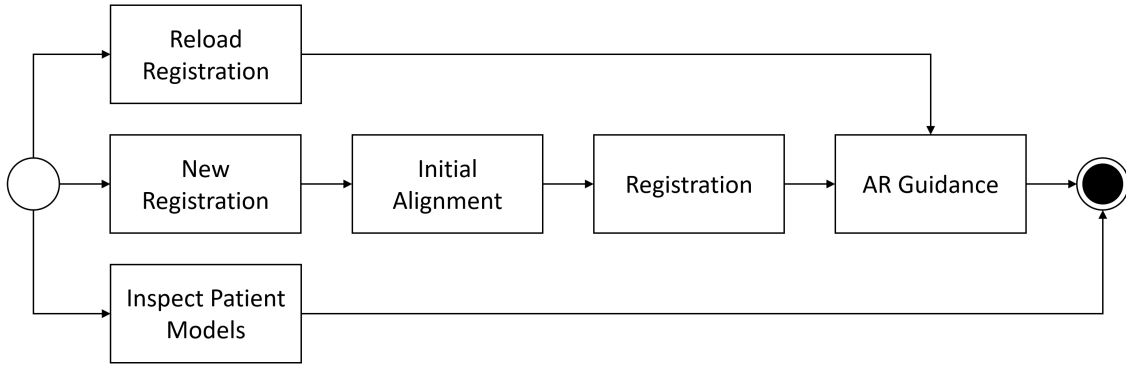 Reload
Registration
New
Registration
Initial
Alignment
Registration
AR Guidance
Inspect Patient
Models